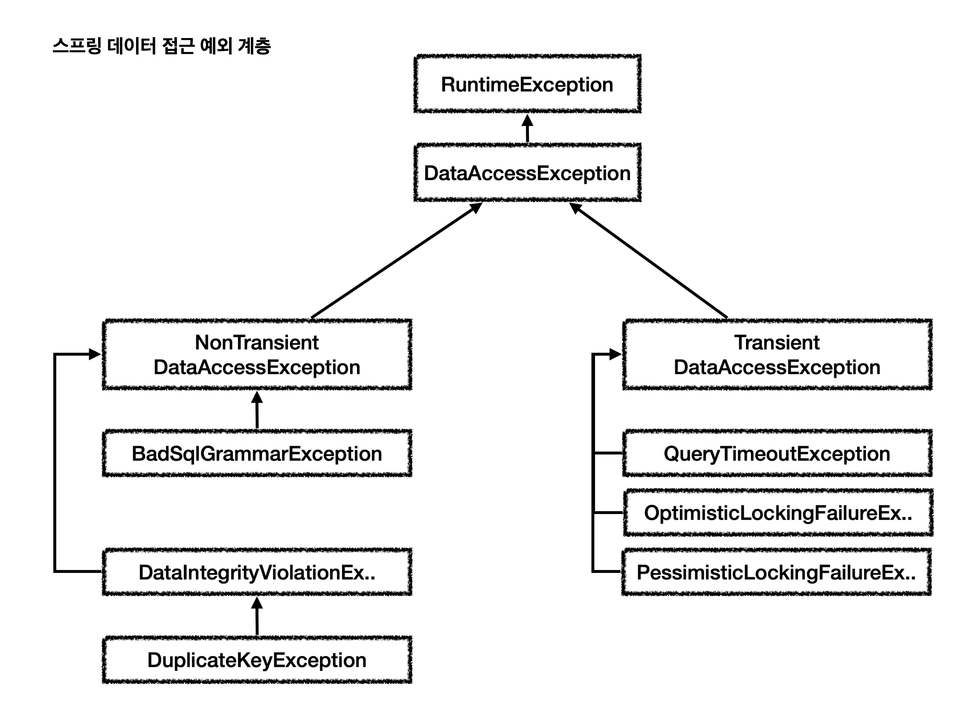 스프링 데이터 접근 예외 계층
RuntimeException
DataAccessException
NonTransient
DataAccessException
Transient
DataAccessException
BadSqlGrammarException
QueryTimeoutException
OptimisticLockingFailureEx..
DataIntegrityViolationEx..
PessimisticLockingFailureEx..
DuplicateKeyException